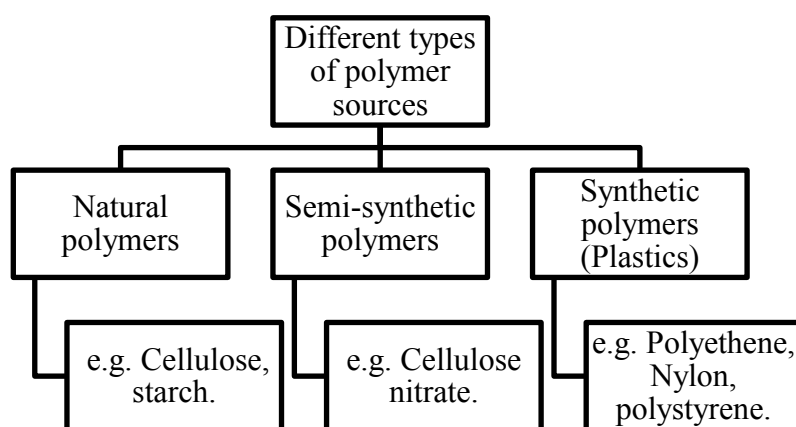 Different types
of polymer
sources
Natural
polymers
Semi-synthetic
polymers
Synthetic
polymers
(Plastics)
e.g. Cellulose,
starch.
e.g. Cellulose
nitrate.
e.g. Polyethene,
Nylon,
polystyrene.